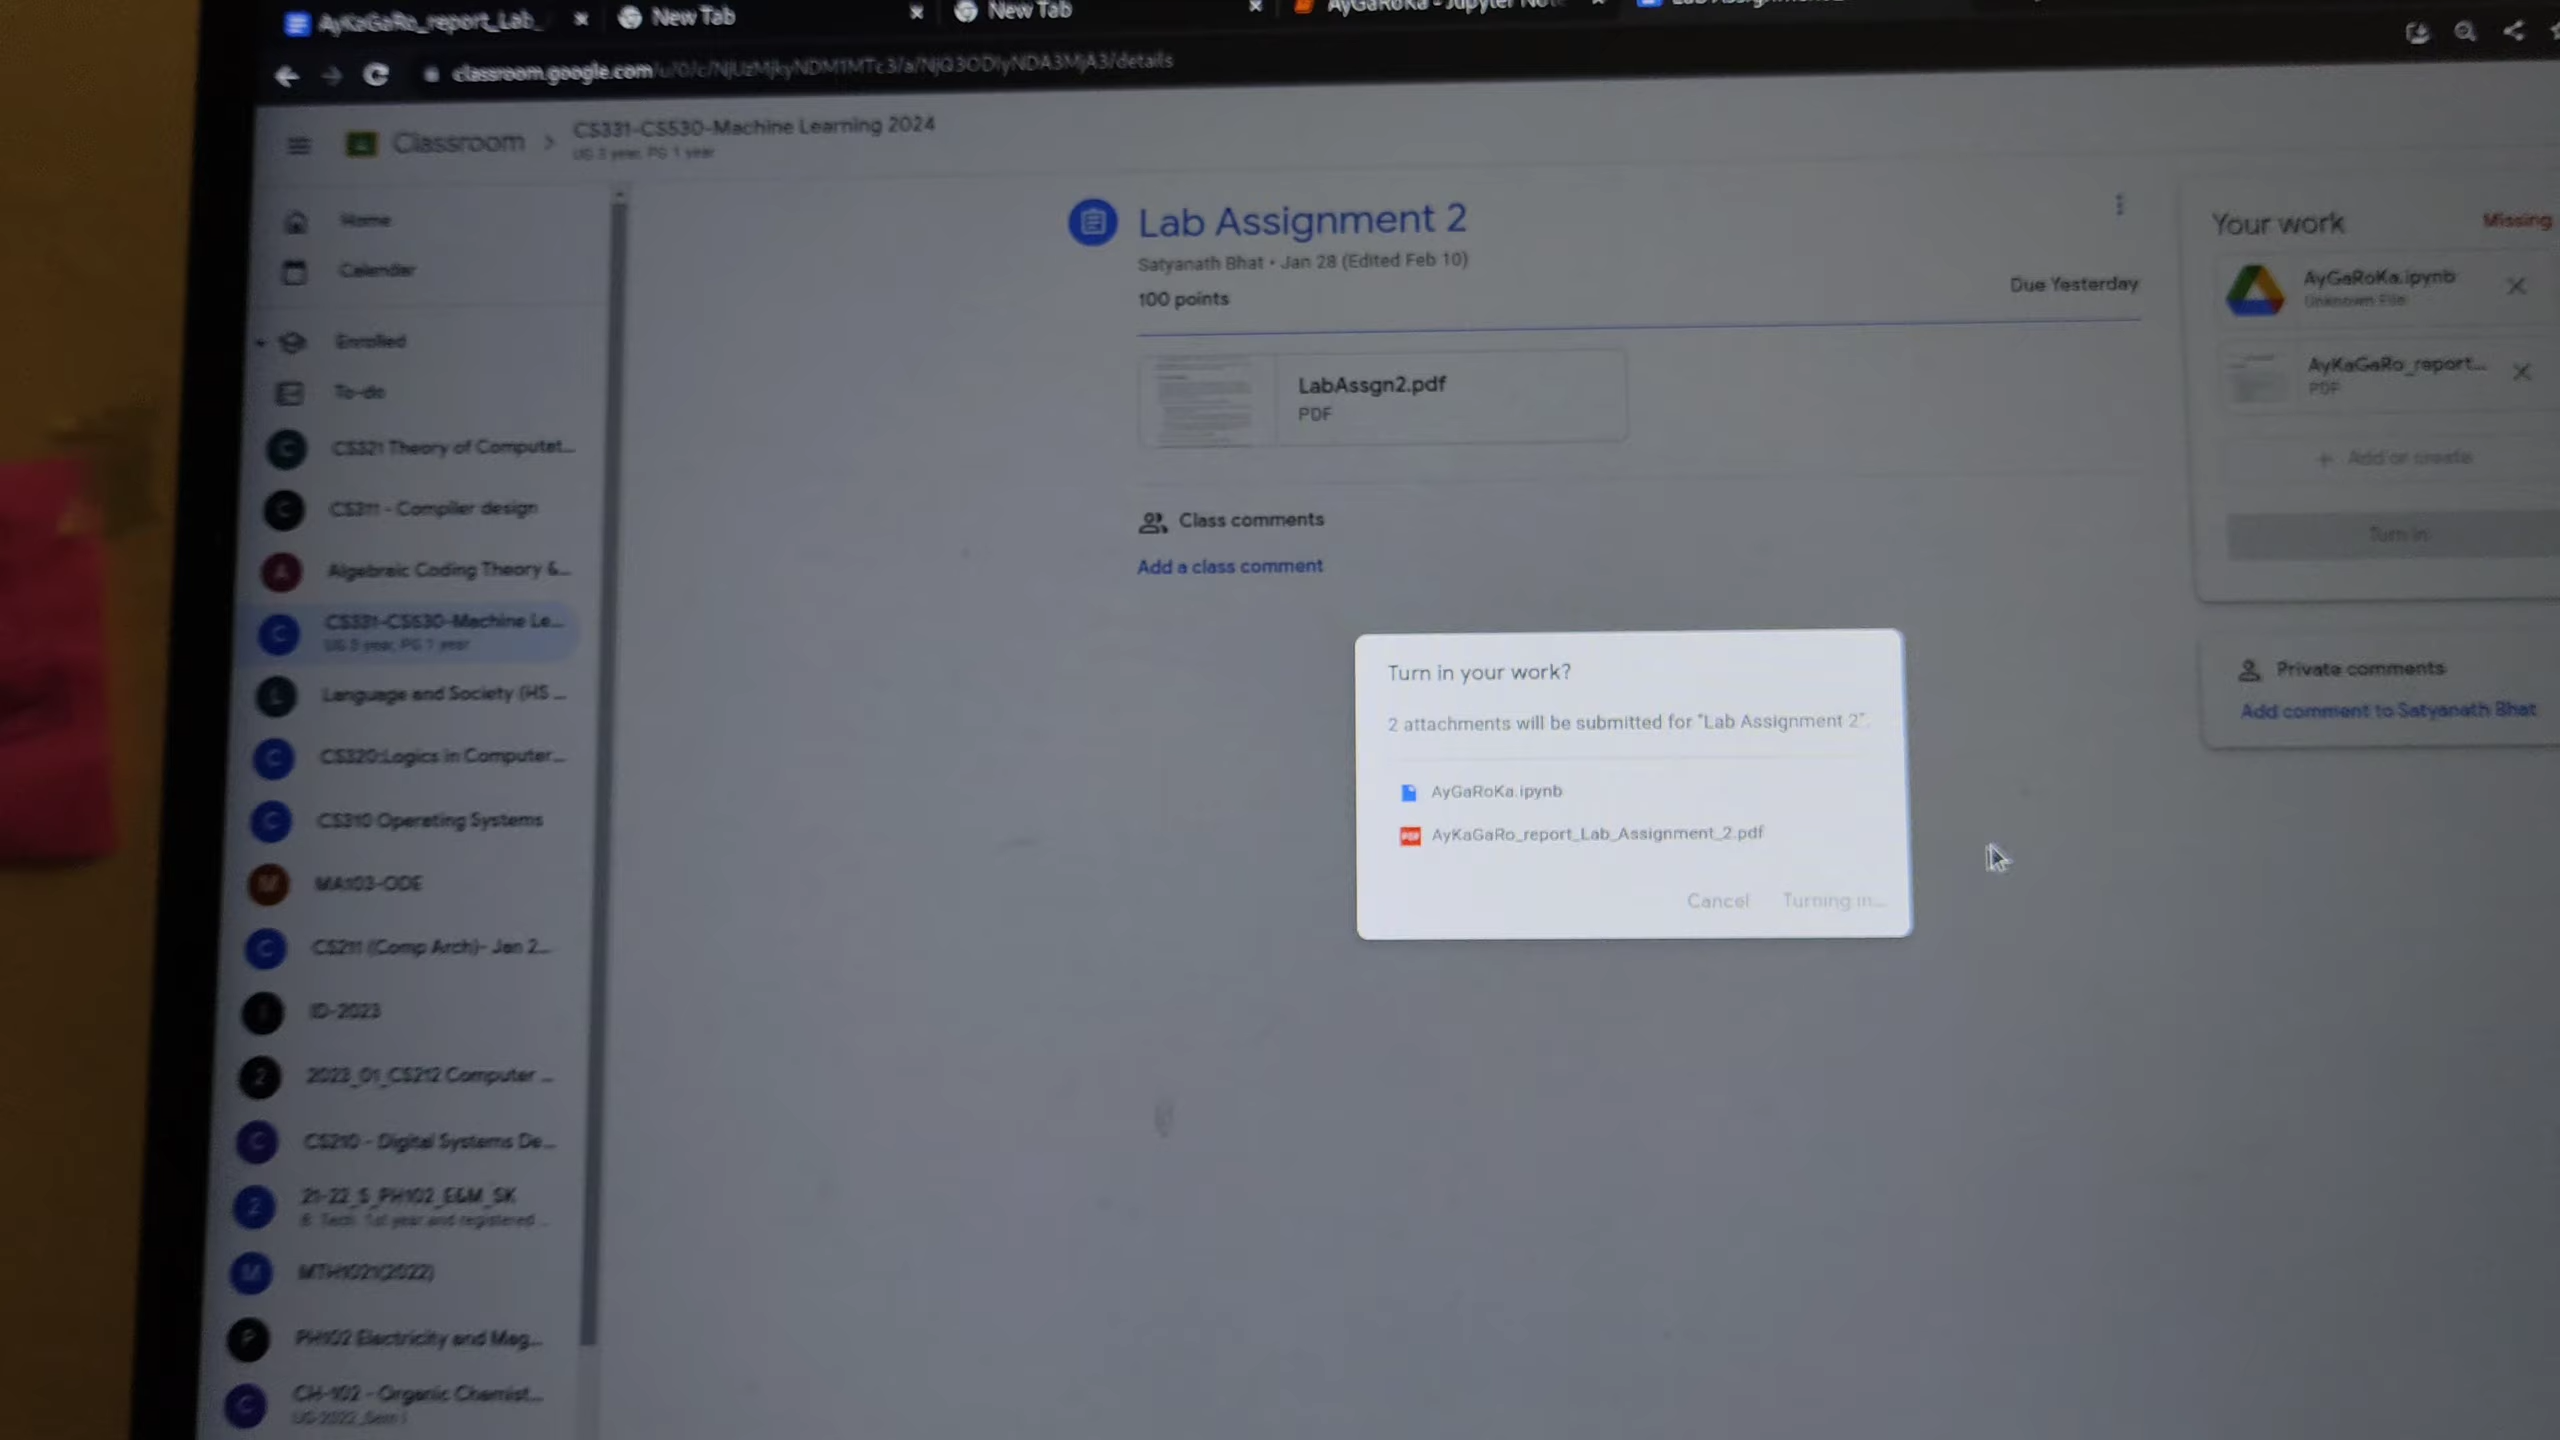 AyKaGaRo_report_Lab_
New Tab
New Tab
AyGaRoKa - Jupyter Note
classroom.google.com/u/0/c/NjUzMjkyNDM1MTc3/a/NjQ3ODIyNDA3MjA3/details
Classroom > CS331-CS530-Machine Learning 2024
UG 3 year, PG 1 year
Home
Calendar
Enrolled
To-do
CS321 Theory of Computat...
CS311 - Compiler design
Algebraic Coding Theory &...
CS331-CS530-Machine Le...
UG 3 year, PG 1 year
Language and Society (HS ...
CS320:Logics in Computer...
CS310 Operating Systems
MA103-ODE
CS211 (Comp Arch)- Jan 2...
ID-2023
2023_01_CS212 Computer ...
CS210 - Digital Systems De...
21-22_S_PH102_E&M_SK
B. Tech. 1st year and registered ...
MTH1021(2022)
PH102 Electricity and Mag...
CH-102 - Organic Chemist...
UG-2022_Sem I
Lab Assignment 2
Satyanath Bhat • Jan 28 (Edited Feb 10)
100 points
Due Yesterday
LabAssgn2.pdf
PDF
Class comments
Add a class comment
Turn in your work?
2 attachments will be submitted for "Lab Assignment 2".
AyGaRoKa.ipynb
PDF AyKaGaRo_report_Lab_Assignment_2.pdf
Cancel Turning in...
Your work
Missing
AyGaRoKa.ipynb
Unknown File
AyKaGaRo_report...
PDF
+ Add or create
Turn in
Private comments
Add comment to Satyanath Bhat